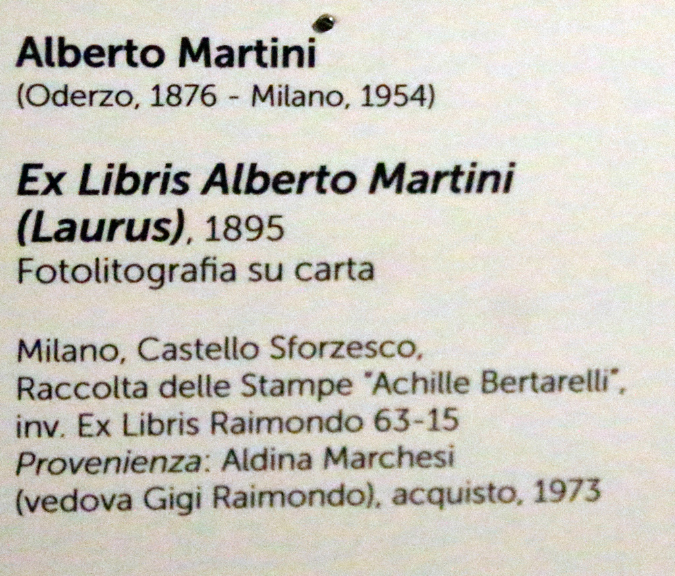 Alberto Martini
(Oderzo, 1876 - Milano, 1954)
Ex Libris Alberto Martini
(Laurus), 1895
Fotolitografia su carta
Milano, Castello Sforzesco,
Raccolta delle Stampe "Achille Bertarelli",
inv. Ex Libris Raimondo 63-15
Provenienza: Aldina Marchesi
(vedova Gigi Raimondo), acquisto, 1973